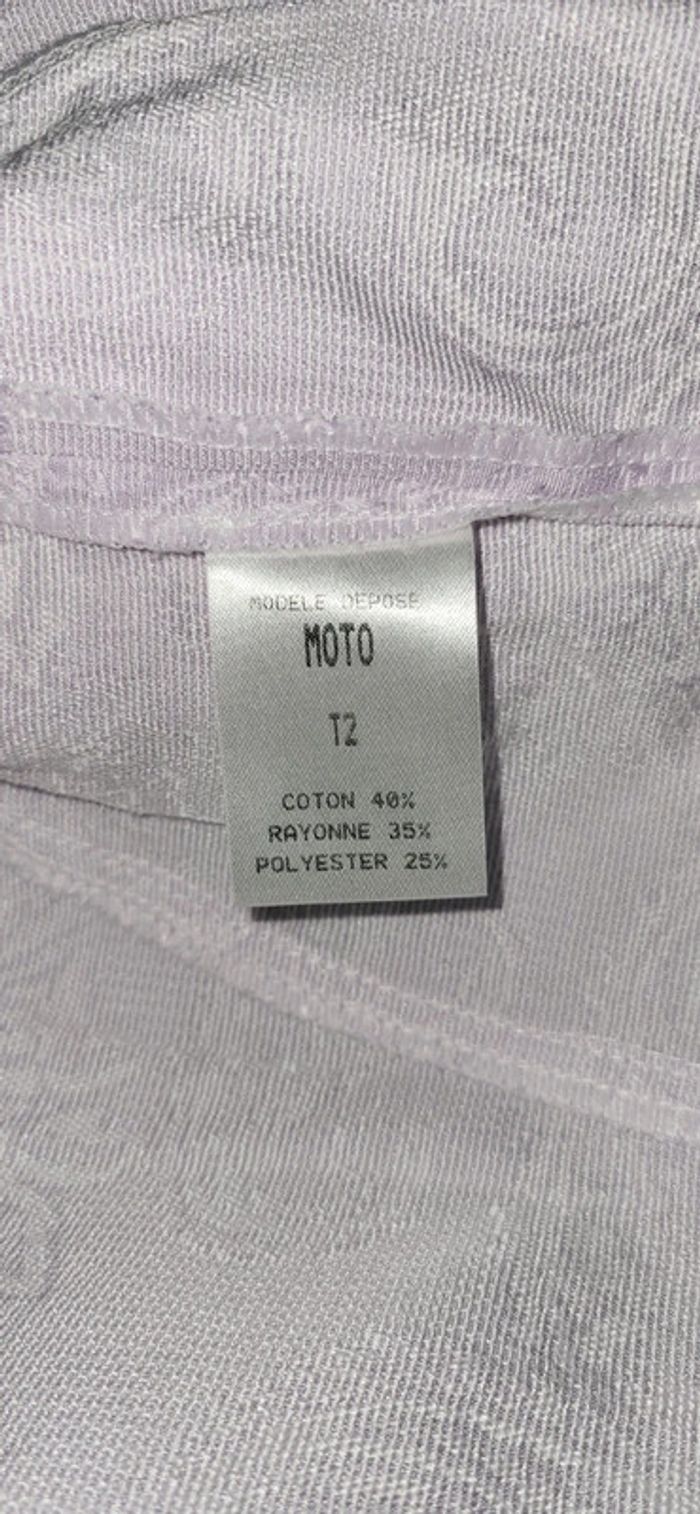 MODELE DEPOSE
MOTO
T2
COTON 40%
RAYONNE 35%
POLYESTER 25%